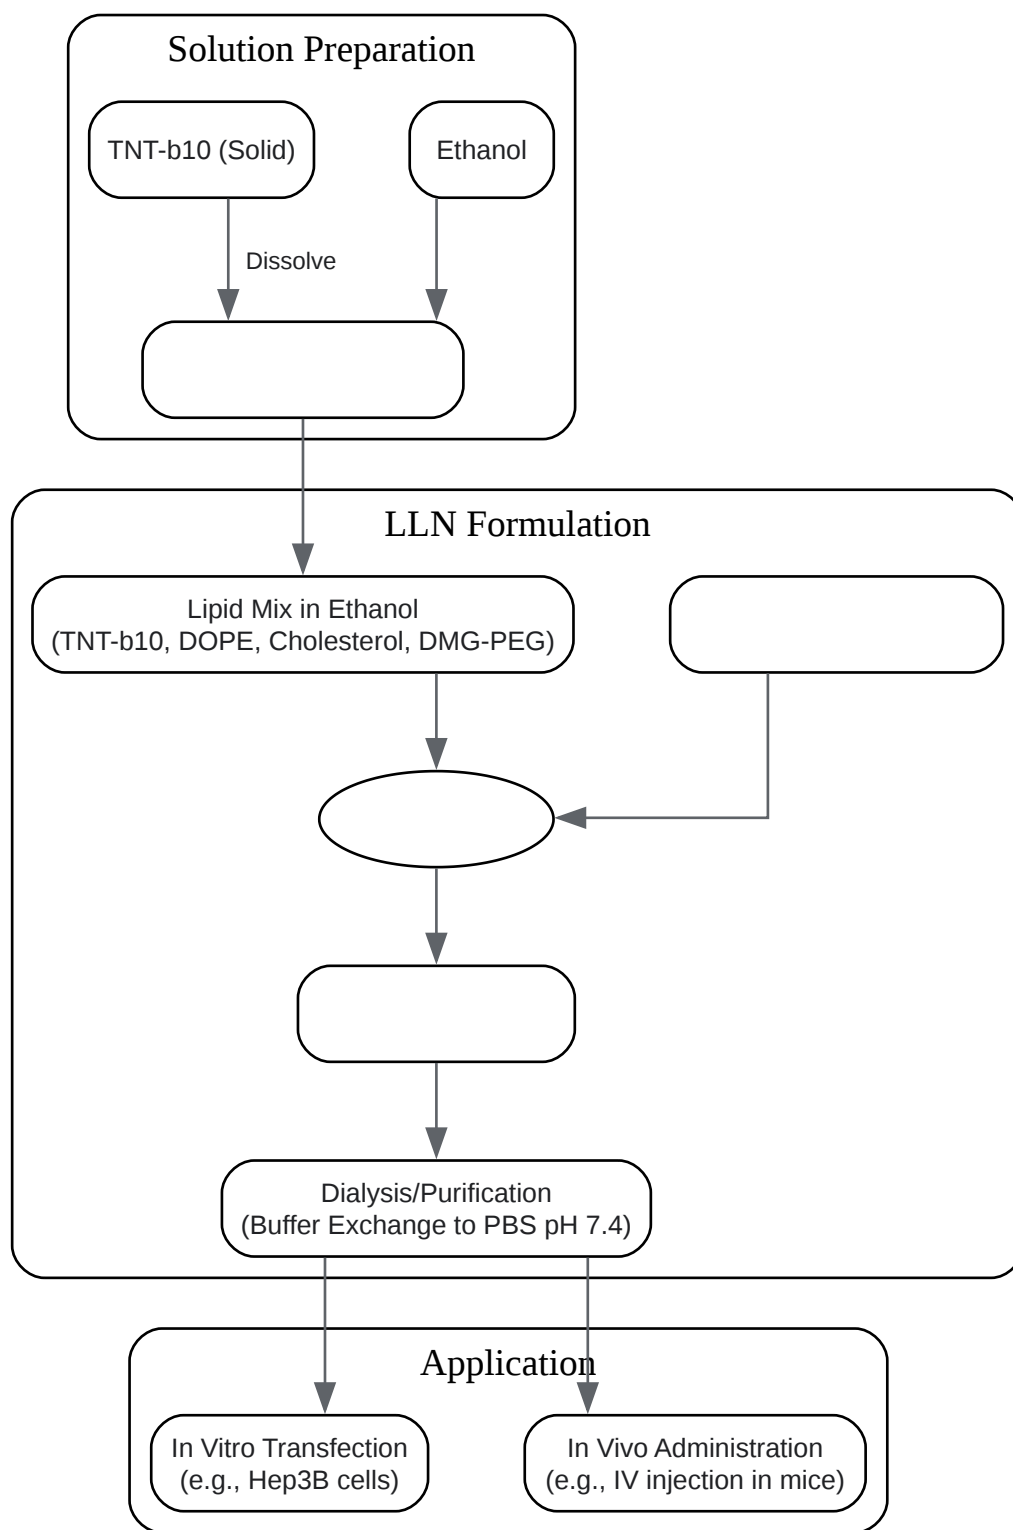 Solution Preparation
TNT-b10 (Solid)
Ethanol
Dissolve
LLN Formulation
Lipid Mix in Ethanol
(TNT-b10, DOPE, Cholesterol, DMG-PEG)
Dialysis/Purification
(Buffer Exchange to PBS pH 7.4)
Application
In Vitro Transfection
(e.g., Hep3B cells)
In Vivo Administration
(e.g., IV injection in mice)